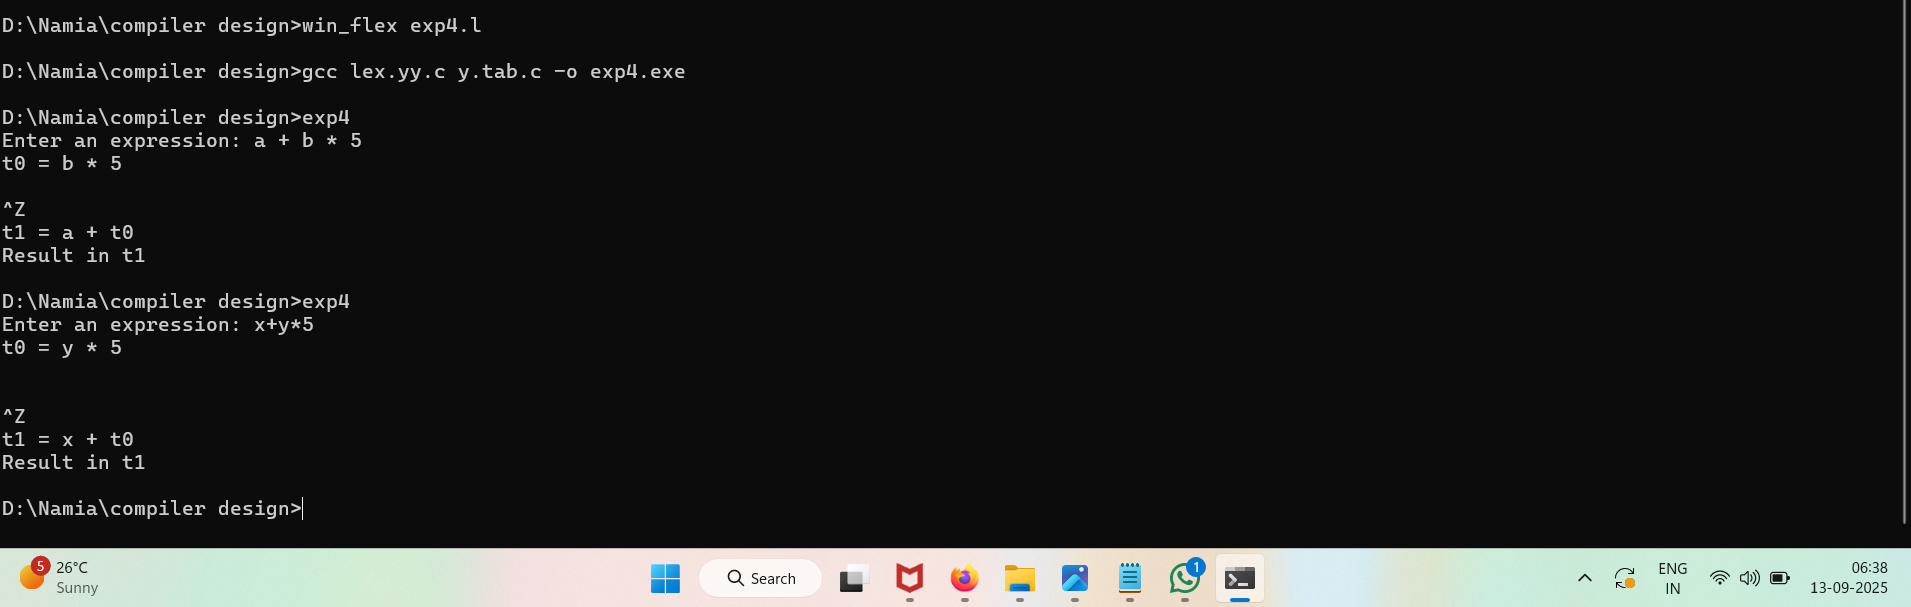 D:\Namia\compiler design>win_flex exp4.l
D:\Namia\compiler design>gcc lex.yy.c y.tab.c -o exp4.exe
D:\Namia\compiler design>exp4
Enter an expression: a + b * 5
t0 = b * 5
^Z
t1 = a + t0
Result in t1
D:\Namia\compiler design>exp4
Enter an expression: x+y*5
t0 = y * 5
^Z
t1 = x + t0
Result in t1
D:\Namia\compiler design>
5
26°C
Sunny
Search
1
ENG
IN
06:38
13-09-2025